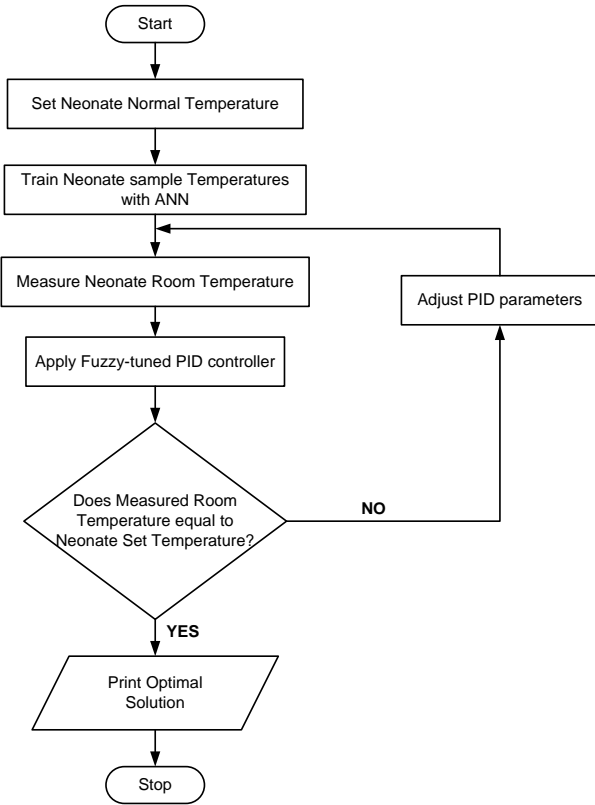 Start
Set Neonate Normal Temperature
Train Neonate sample Temperatures
with ANN
Measure Neonate Room Temperature
Adjust PID parameters
Apply Fuzzy-tuned PID controller
Does Measured Room
Temperature equal to
Neonate Set Temperature?
NO
YES
Print Optimal
Solution
Stop